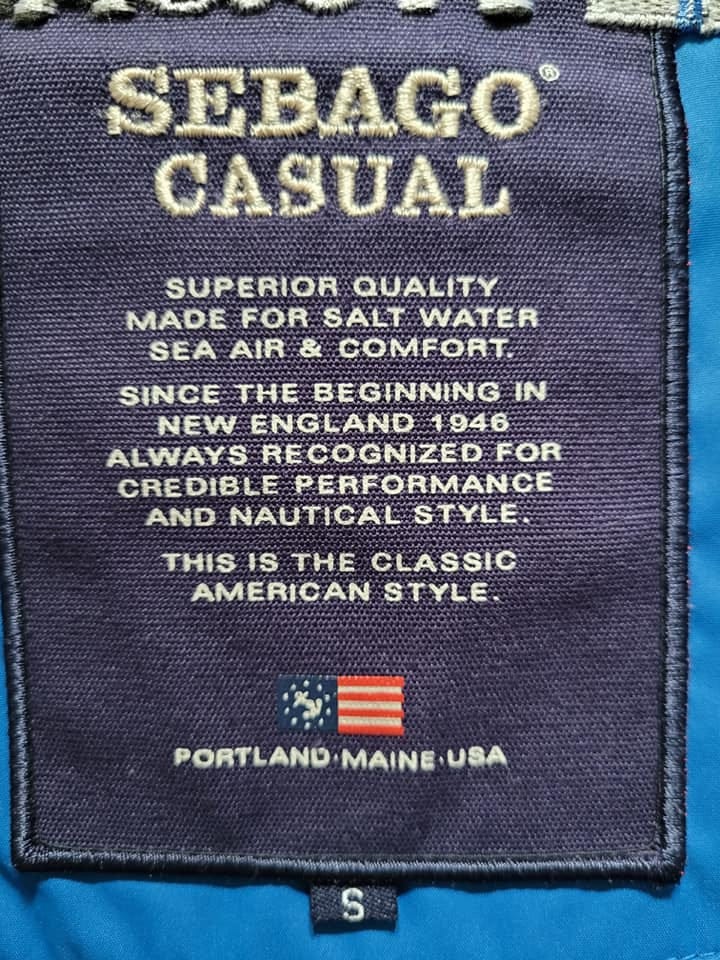 SEBAGO®
CASUAL
SUPERIOR QUALITY
MADE FOR SALT WATER
SEA AIR & COMFORT.
SINCE THE BEGINNING IN
NEW ENGLAND 1946
ALWAYS RECOGNIZED FOR
CREDIBLE PERFORMANCE
AND NAUTICAL STYLE.
THIS IS THE CLASSIC
AMERICAN STYLE.
PORTLAND·MAINE·USA
S